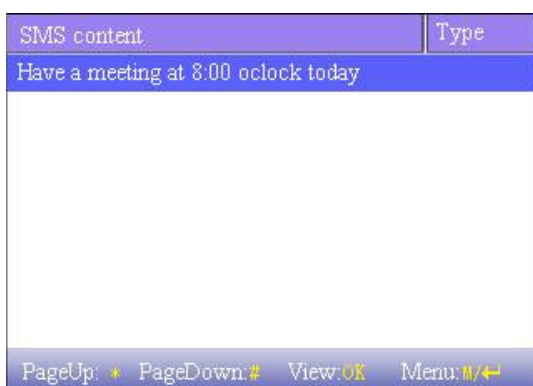 SMS content Type
Have a meeting at 8:00 oclock today
PageUp: * PageDown:# View:OK Menu:M/↵